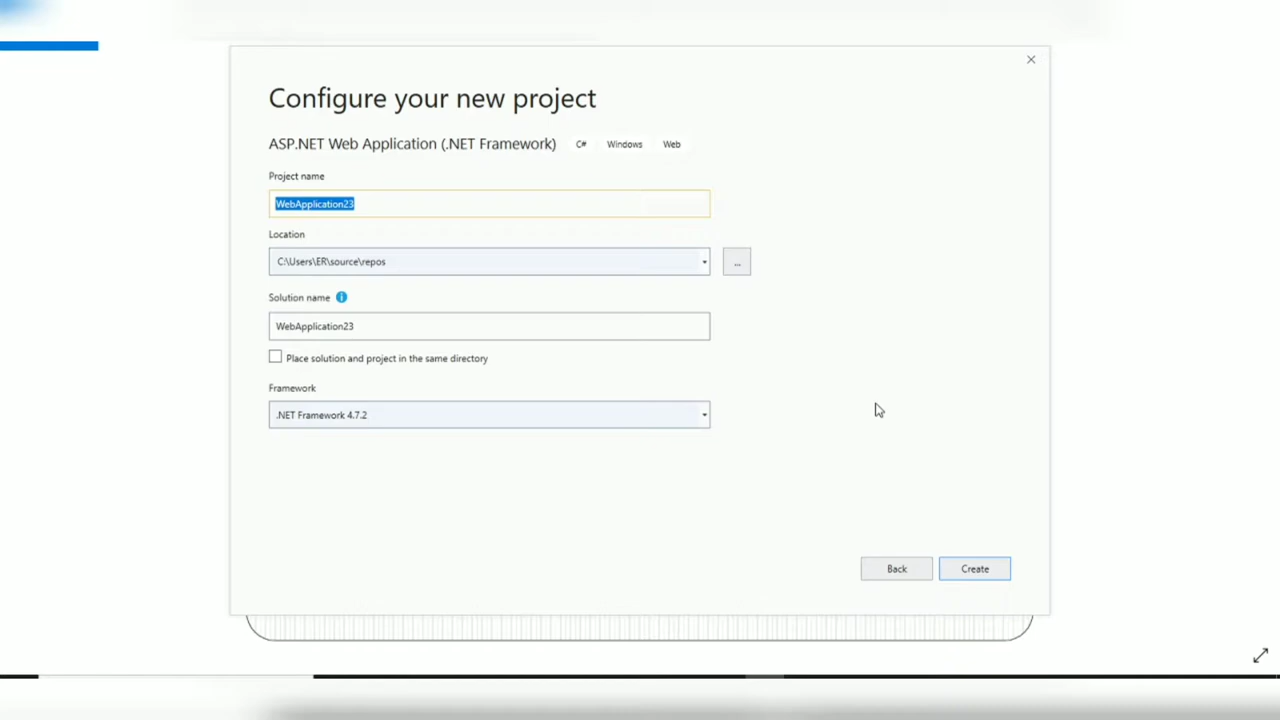 Configure your new project
ASP.NET Web Application (.NET Framework) C# Windows Web
Project name
WebApplication23
Location
C:\Users\ER\source\repos
...
Solution name
WebApplication23
Place solution and project in the same directory
Framework
.NET Framework 4.7.2
Back Create